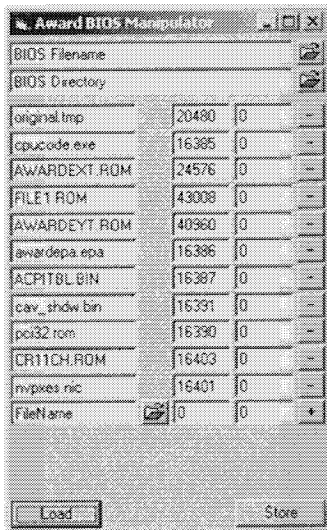 Award BIOS Manipulator
BIOS Filename
BIOS Directory
original.tmp 20480 0 -
cpucode.exe 16385 0 -
AWARDEXT.ROM 24576 0 -
FILE1.ROM 43008 0 -
AWARDEYT.ROM 40960 0 -
awardepa.epa 16386 0 -
ACPITBL.BIN 16387 0 -
cav_shdw.bin 16391 0 -
pci32.rom 16390 0 -
CR11CH.ROM 16403 0 -
nvpxes.nic 16401 0 -
FileName 0 0 +
Load Store